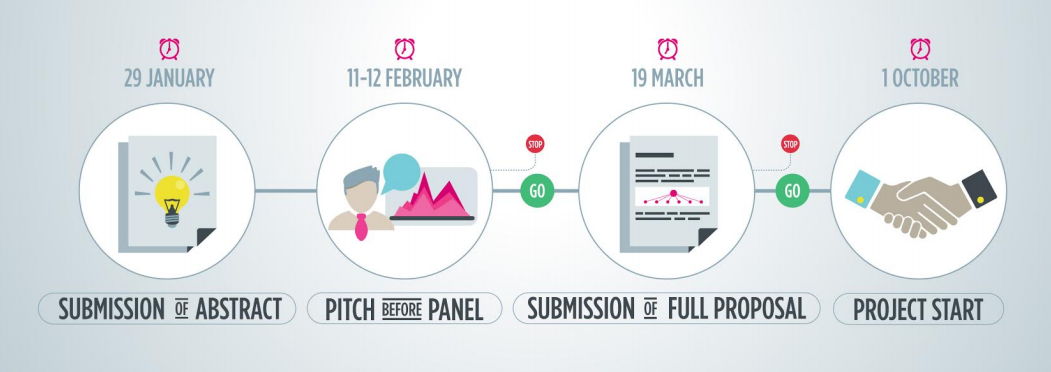 29 JANUARY
11-12 FEBRUARY
19 MARCH
1 OCTOBER
STOP
STOP
GO
GO
SUBMISSION OF ABSTRACT
PITCH BEFORE PANEL
SUBMISSION OF FULL PROPOSAL
PROJECT START